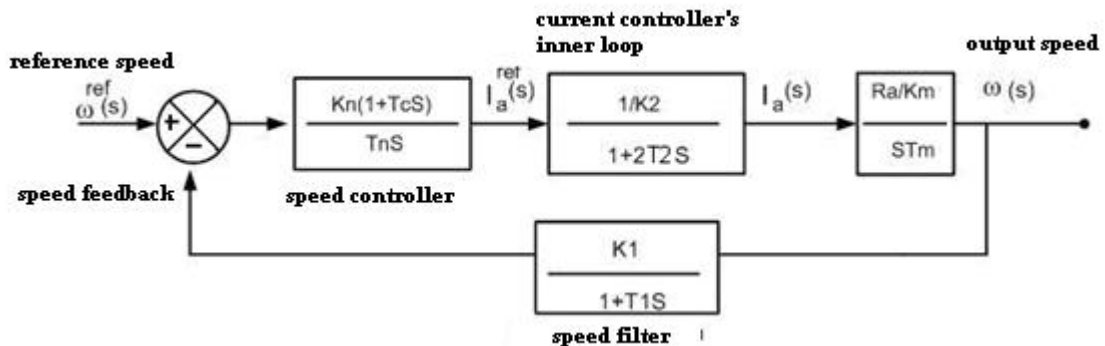 current controller's
inner loop
reference speed
output speed
ref
ω(s)
+
−
Kn(1+TcS)
TnS
ref
I a (s)
1/K2
1+2T2S
I a (s)
Ra/Km
STm
ω(s)
speed feedback
speed controller
K1
1+T1S
speed filter